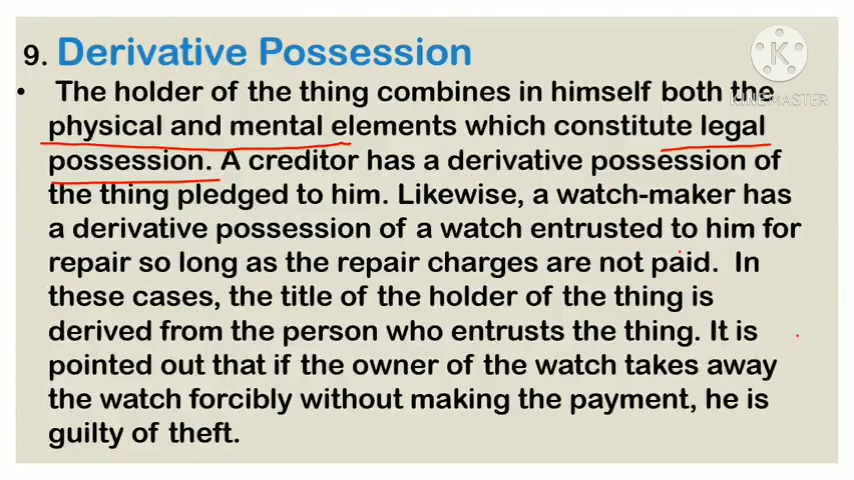 9. Derivative Possession
• The holder of the thing combines in himself both the
physical and mental elements which constitute legal
possession. A creditor has a derivative possession of
the thing pledged to him. Likewise, a watch-maker has
a derivative possession of a watch entrusted to him for
repair so long as the repair charges are not paid. In
these cases, the title of the holder of the thing is
derived from the person who entrusts the thing. It is
pointed out that if the owner of the watch takes away
the watch forcibly without making the payment, he is
guilty of theft.
K
KINEMASTER